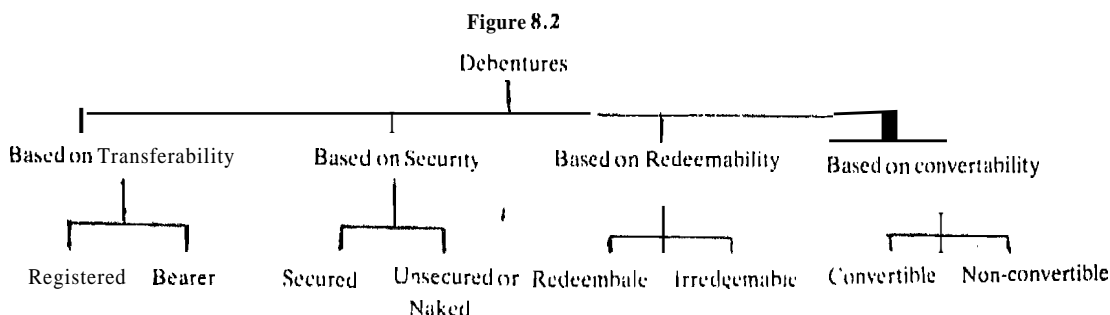 Figure 8.2
Debentures
Based on Transferability Based on Security Based on Redeemability Based on convertability
Registered Bearer Secured Unsecured or Redeembale Irredeemable Convertible Non-convertible
Naked